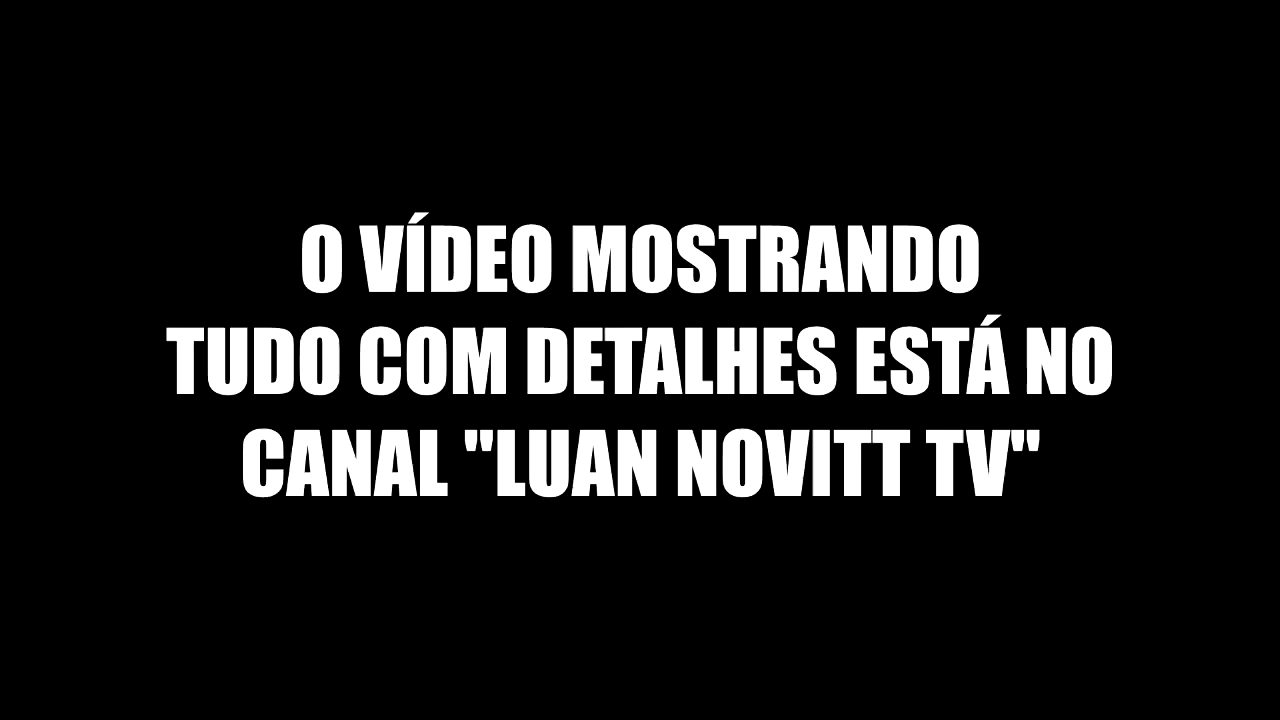 O VÍDEO MOSTRANDO
TUDO COM DETALHES ESTÁ NO
CANAL "LUAN NOVITT TV"